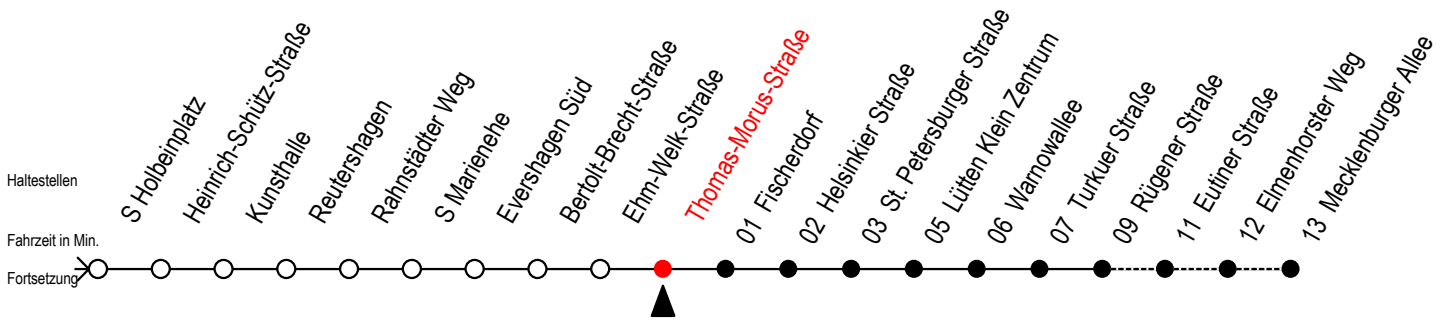 Haltestellen
Fahrzeit in Min.
Fortsetzung
S Holbeinplatz
Heinrich-Schütz-Straße
Kunsthalle
Reutershagen
Rahnstädter Weg
S Marienehe
Evershagen Süd
Bertolt-Brecht-Straße
Ehm-Welk-Straße
Thomas-Morus-Straße
01 Fischerdorf
02 Helsinkier Straße
03 St. Petersburger Straße
05 Lütten Klein Zentrum
06 Warnowallee
07 Turkuer Straße
09 Rügener Straße
11 Eutiner Straße
12 Elmenhorster Weg
13 Mecklenburger Allee